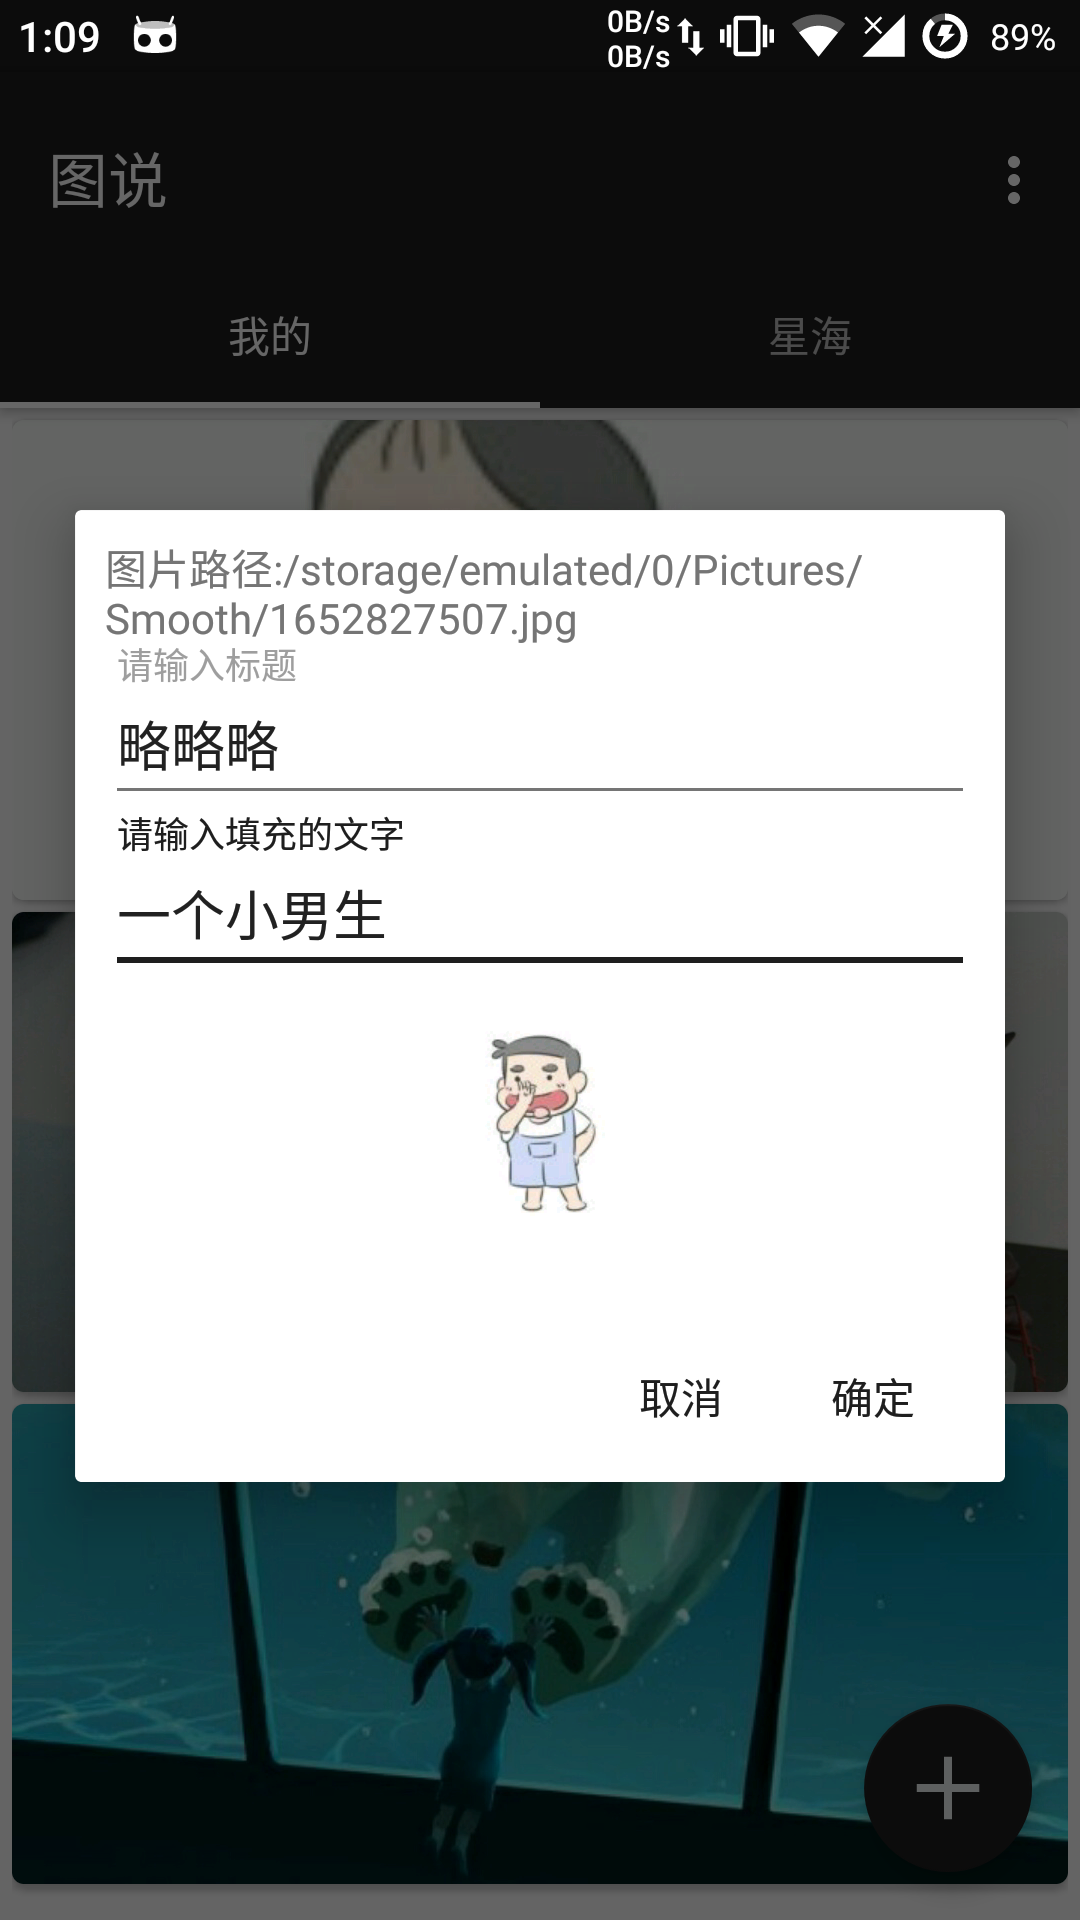 1:09
0B/s
0B/s
89%
图说
我的
星海
图片路径:/storage/emulated/0/Pictures/
Smooth/1652827507.jpg
请输入标题
略略略
请输入填充的文字
一个小男生
取消
确定